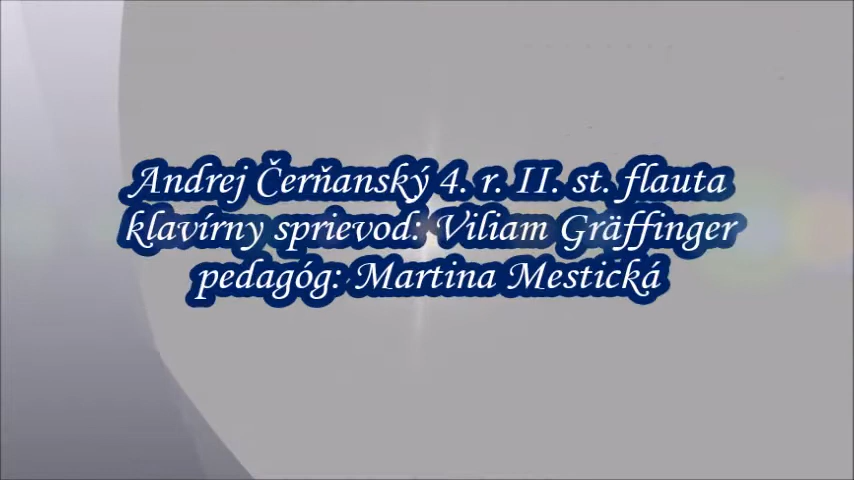 Andrej Čerňanský 4. r. II. st. flauta
klavírny sprievod: Viliam Gräffinger
pedagóg: Martina Mestická